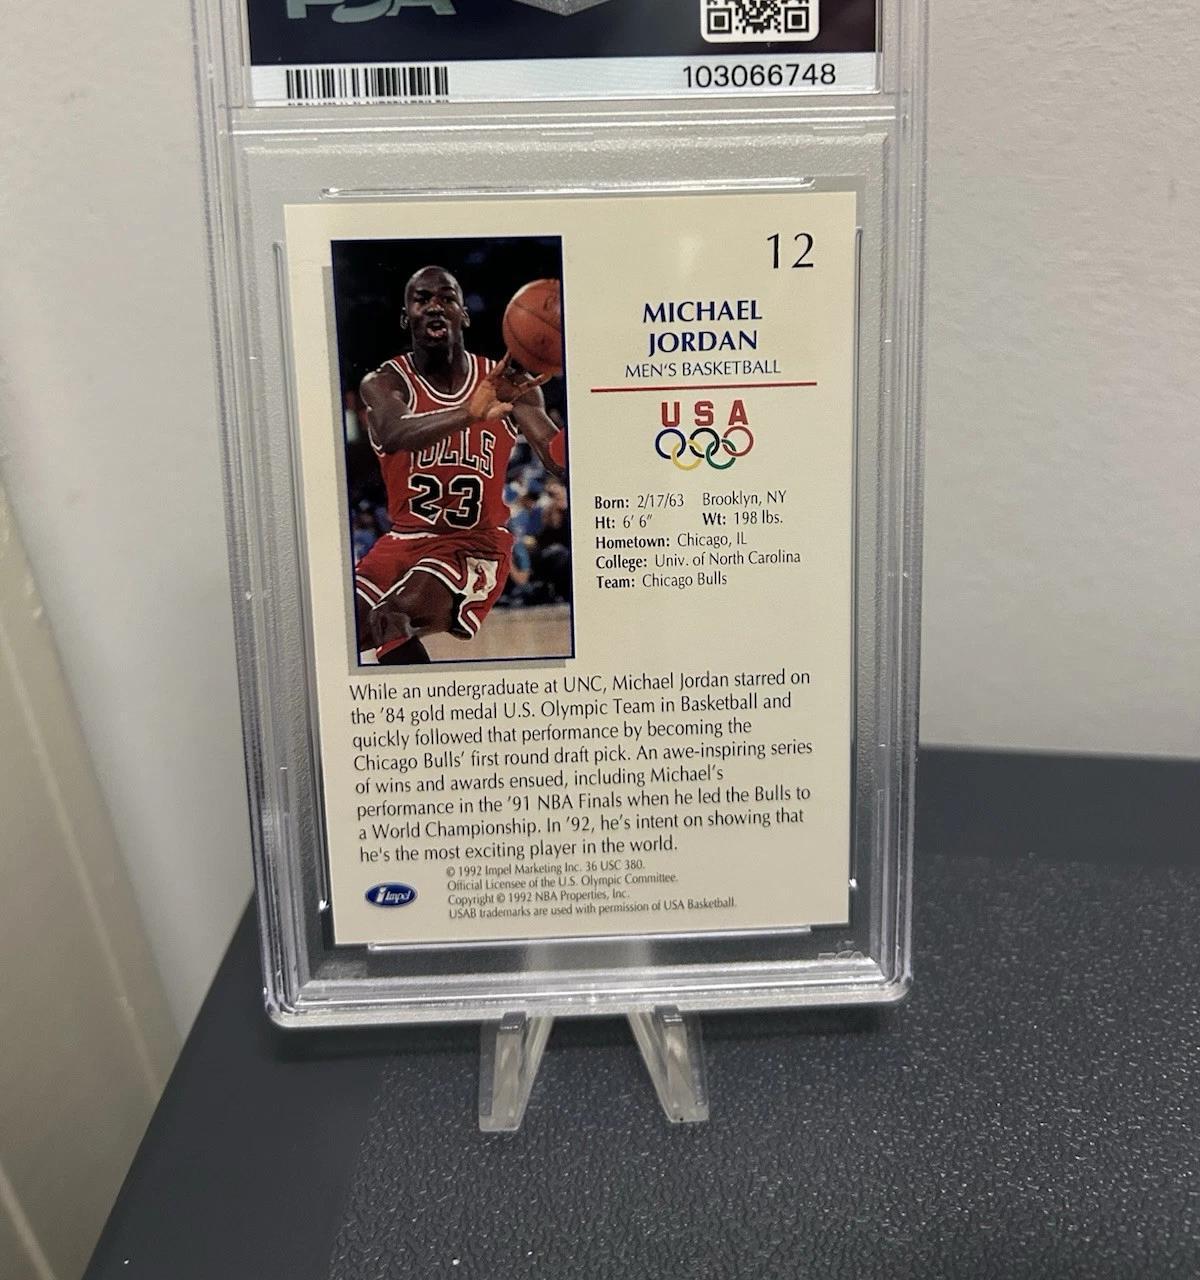 PSA
103066748
12
MICHAEL
JORDAN
MEN'S BASKETBALL
USA
BULLS
23
Born: 2/17/63 Brooklyn, NY
Ht: 6' 6" Wt: 198 lbs.
Hometown: Chicago, IL
College: Univ. of North Carolina
Team: Chicago Bulls
While an undergraduate at UNC, Michael Jordan starred on
the '84 gold medal U.S. Olympic Team in Basketball and
quickly followed that performance by becoming the
Chicago Bulls' first round draft pick. An awe-inspiring series
of wins and awards ensued, including Michael's
performance in the '91 NBA Finals when he led the Bulls to
a World Championship. In '92, he's intent on showing that
he's the most exciting player in the world.
© 1992 Impel Marketing Inc. 36 USC 380.
Official Licensee of the U.S. Olympic Committee.
Copyright © 1992 NBA Properties, Inc.
USAB trademarks are used with permission of USA Basketball.
Impel